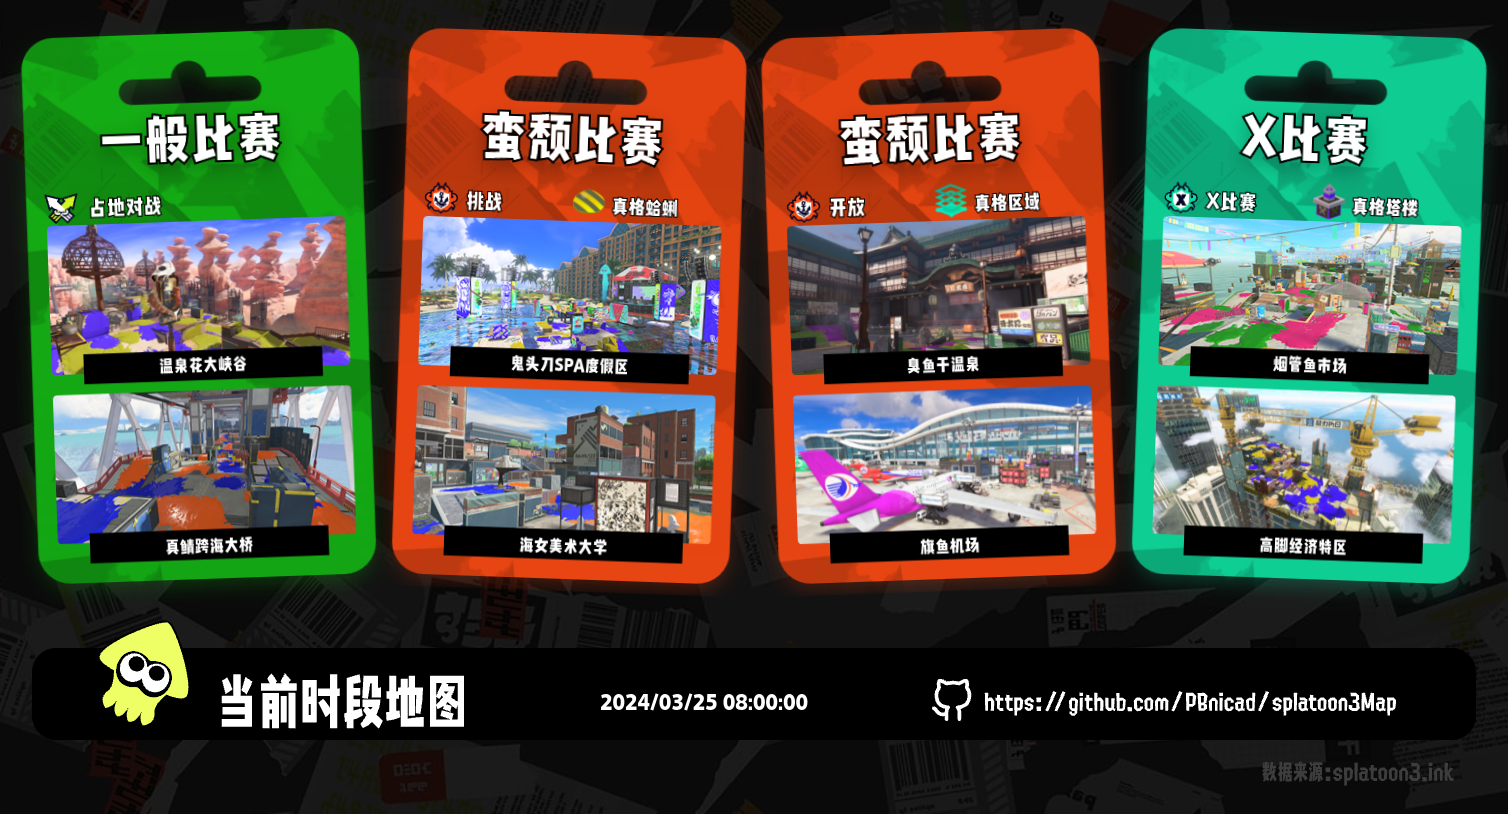 一般比赛
占地对战
温泉花大峡谷
真鲭跨海大桥
蛮颓比赛
挑战
真格蛤蜊
鬼头刀SPA度假区
海女美术大学
蛮颓比赛
开放
真格区域
臭鱼干温泉
旗鱼机场
X比赛
X比赛
真格塔楼
烟管鱼市场
高脚经济特区
当前时段地图
2024/03/25 08:00:00
https://github.com/PBnicad/splatoon3Map
数据来源:splatoon3.ink